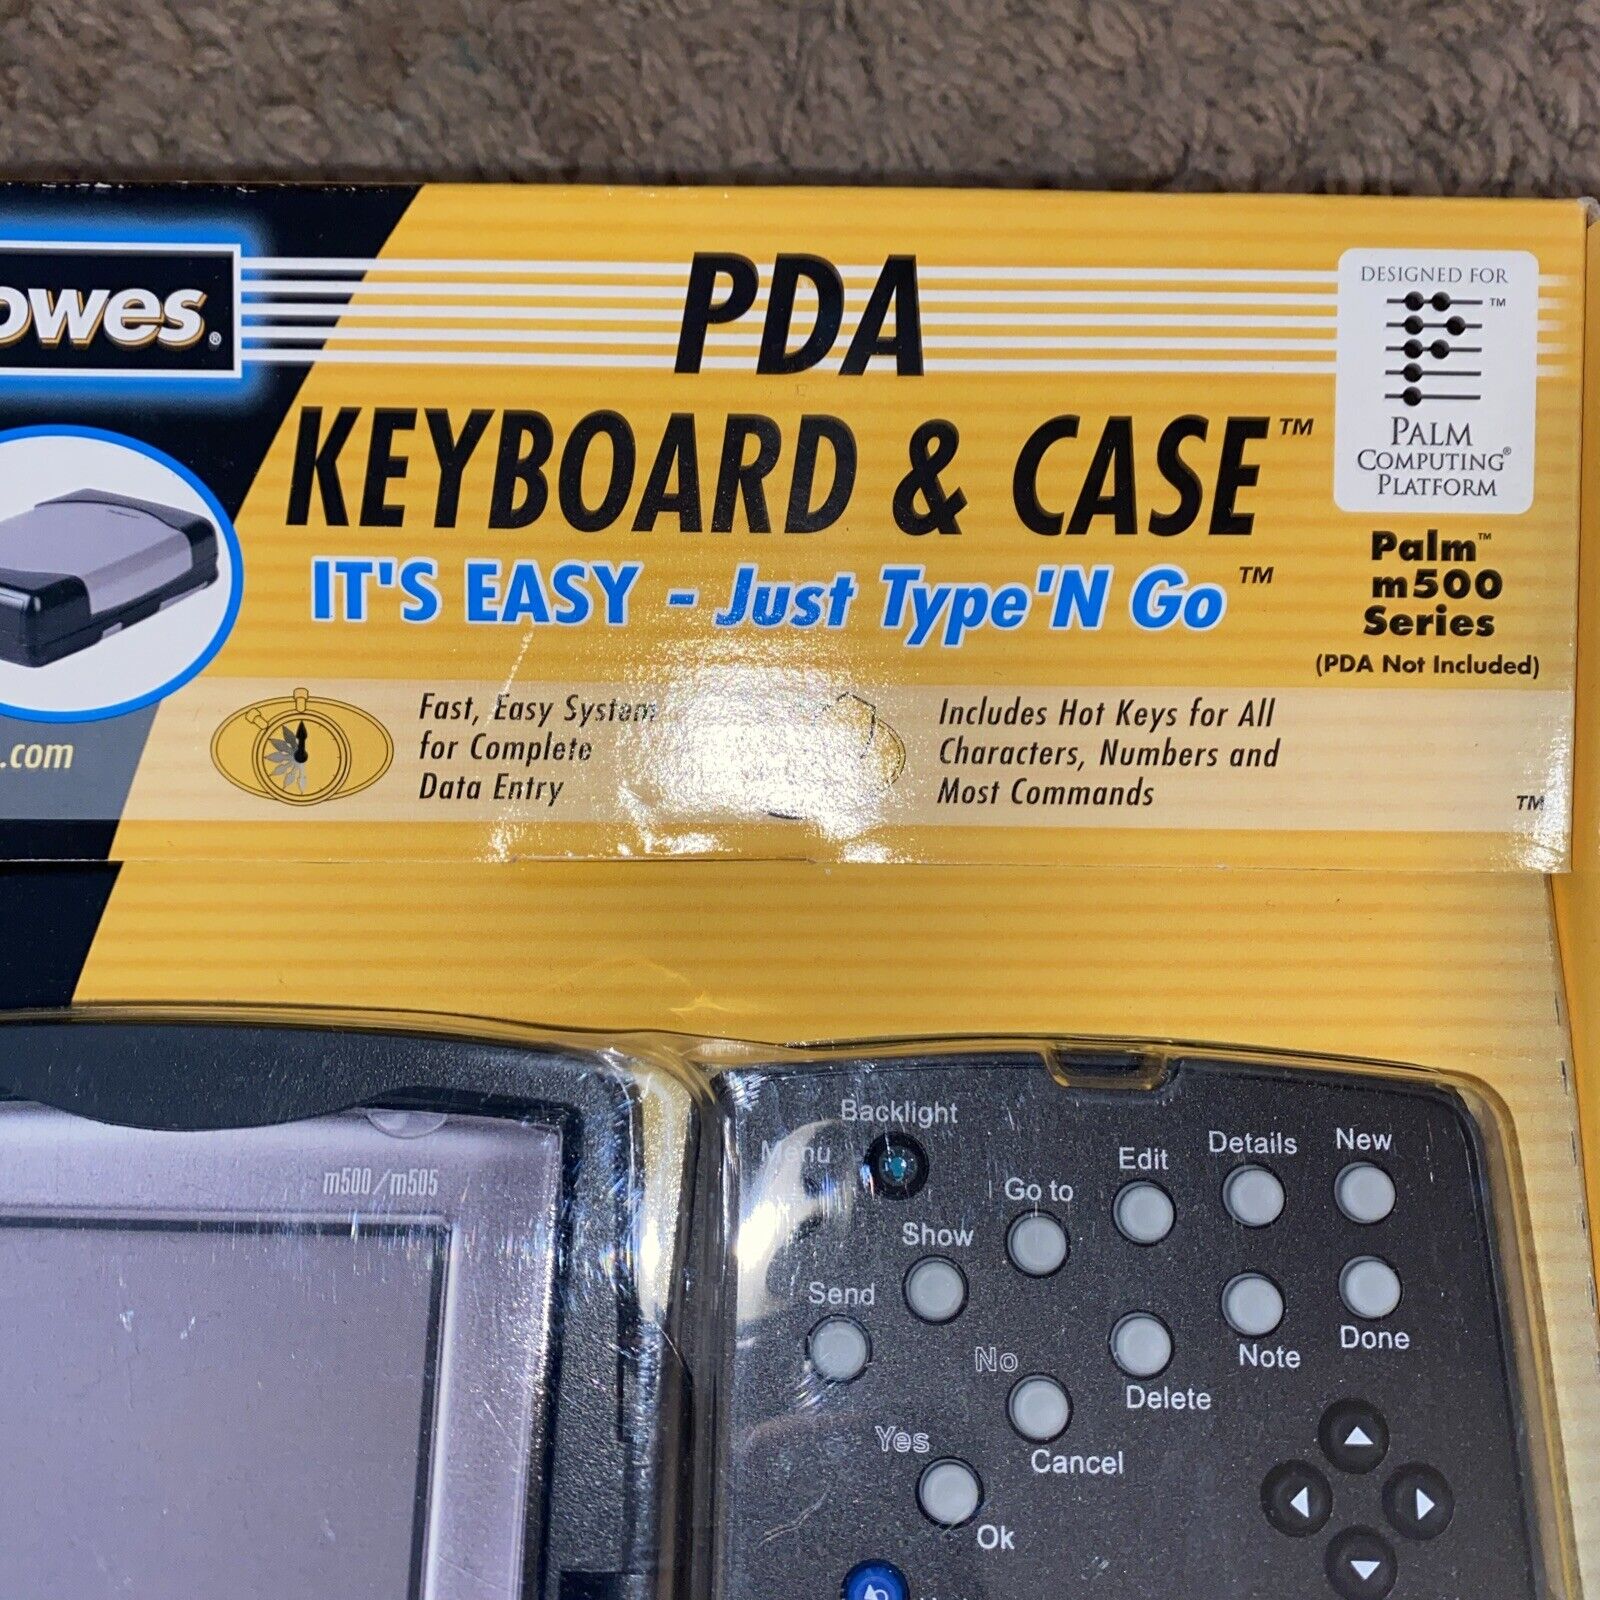 owes®
PDA
KEYBOARD & CASE™
IT'S EASY - Just Type'N Go™
DESIGNED FOR
™
PALM
COMPUTING®
PLATFORM
Palm™
m500
Series
(PDA Not Included)
.com
Fast, Easy System
for Complete
Data Entry
Includes Hot Keys for All
Characters, Numbers and
Most Commands
™
m500/m505
Backlight
Menu
Go to
Edit
Details
New
Show
Send
No
Cancel
Delete
Note
Done
Yes
Ok